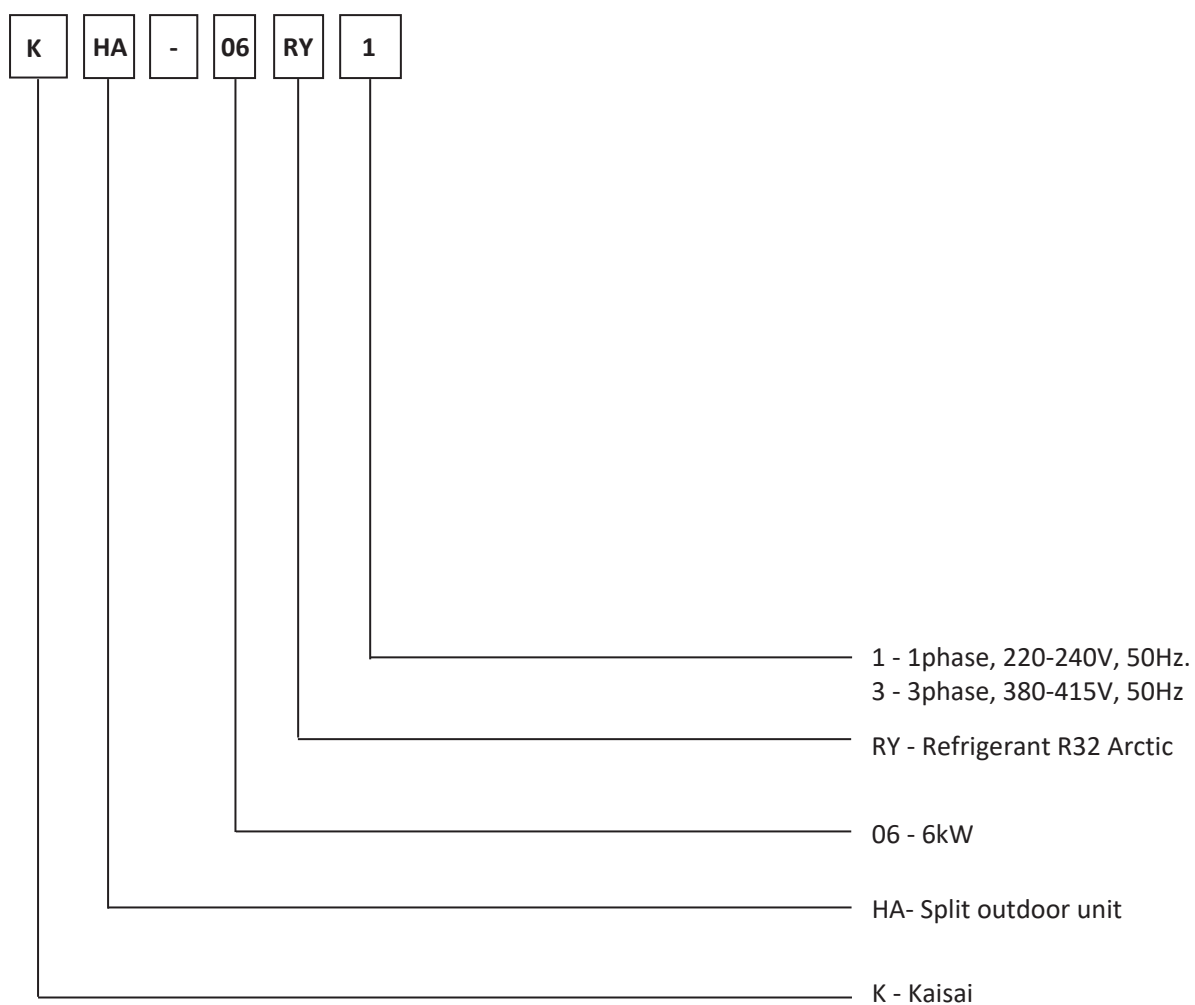 K HA - 06 RY 1
1 - 1phase, 220-240V, 50Hz.
3 - 3phase, 380-415V, 50Hz
RY - Refrigerant R32 Arctic
06 - 6kW
HA- Split outdoor unit
K - Kaisai